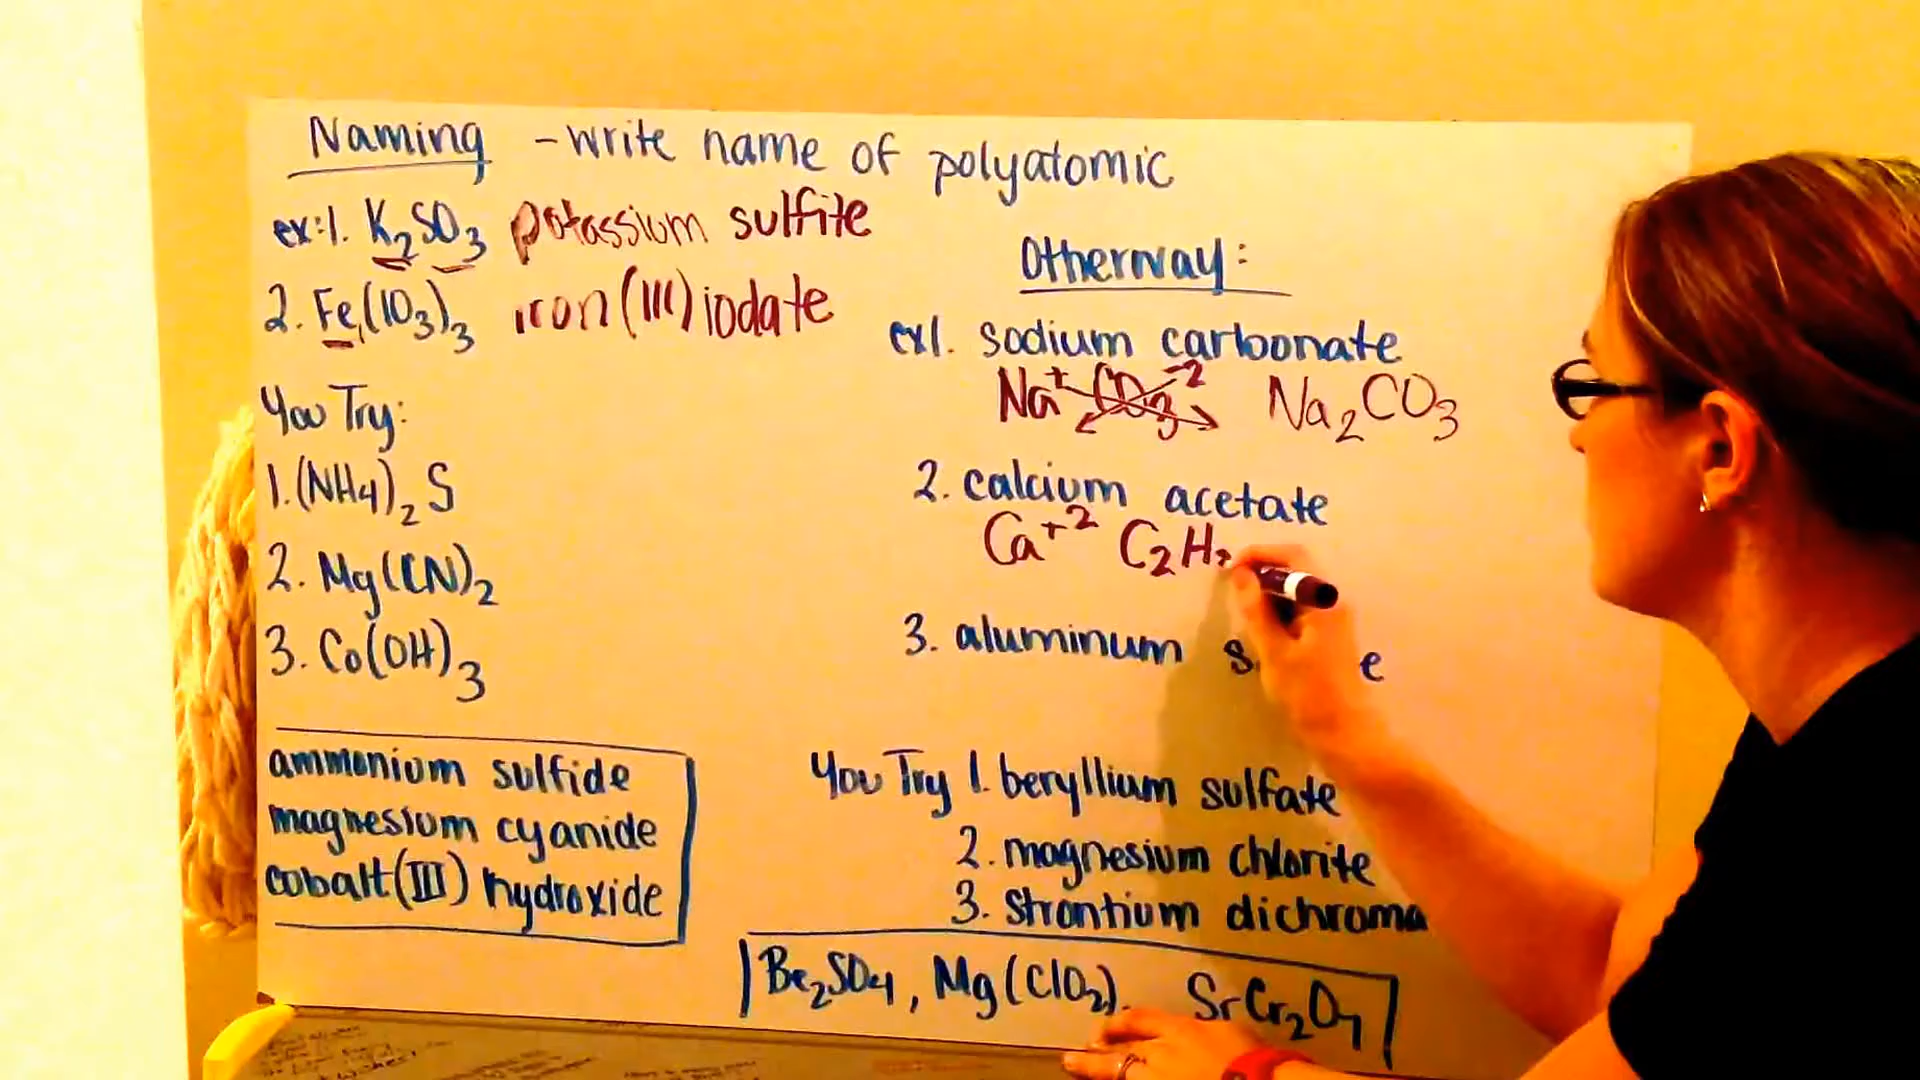 Naming - write name of polyatomic
ex:1. K₂SO₃ potassium sulfite
2. Fe(IO₃)₃ iron (III) iodate
You Try:
1. (NH₄)₂S
2. Mg(CN)₂
3. Co(OH)₃
ammonium sulfide
magnesium cyanide
cobalt (III) hydroxide
Otherway:
ex1. sodium carbonate
Na⁺ CO₃⁻² Na₂CO₃
2. calcium acetate
Ca⁺² C₂H₃
3. aluminum
You Try 1. beryllium sulfate
2. magnesium chlorite
3. strontium dichroma
Be₂SO₄, Mg(ClO₂) SrCr₂O₇